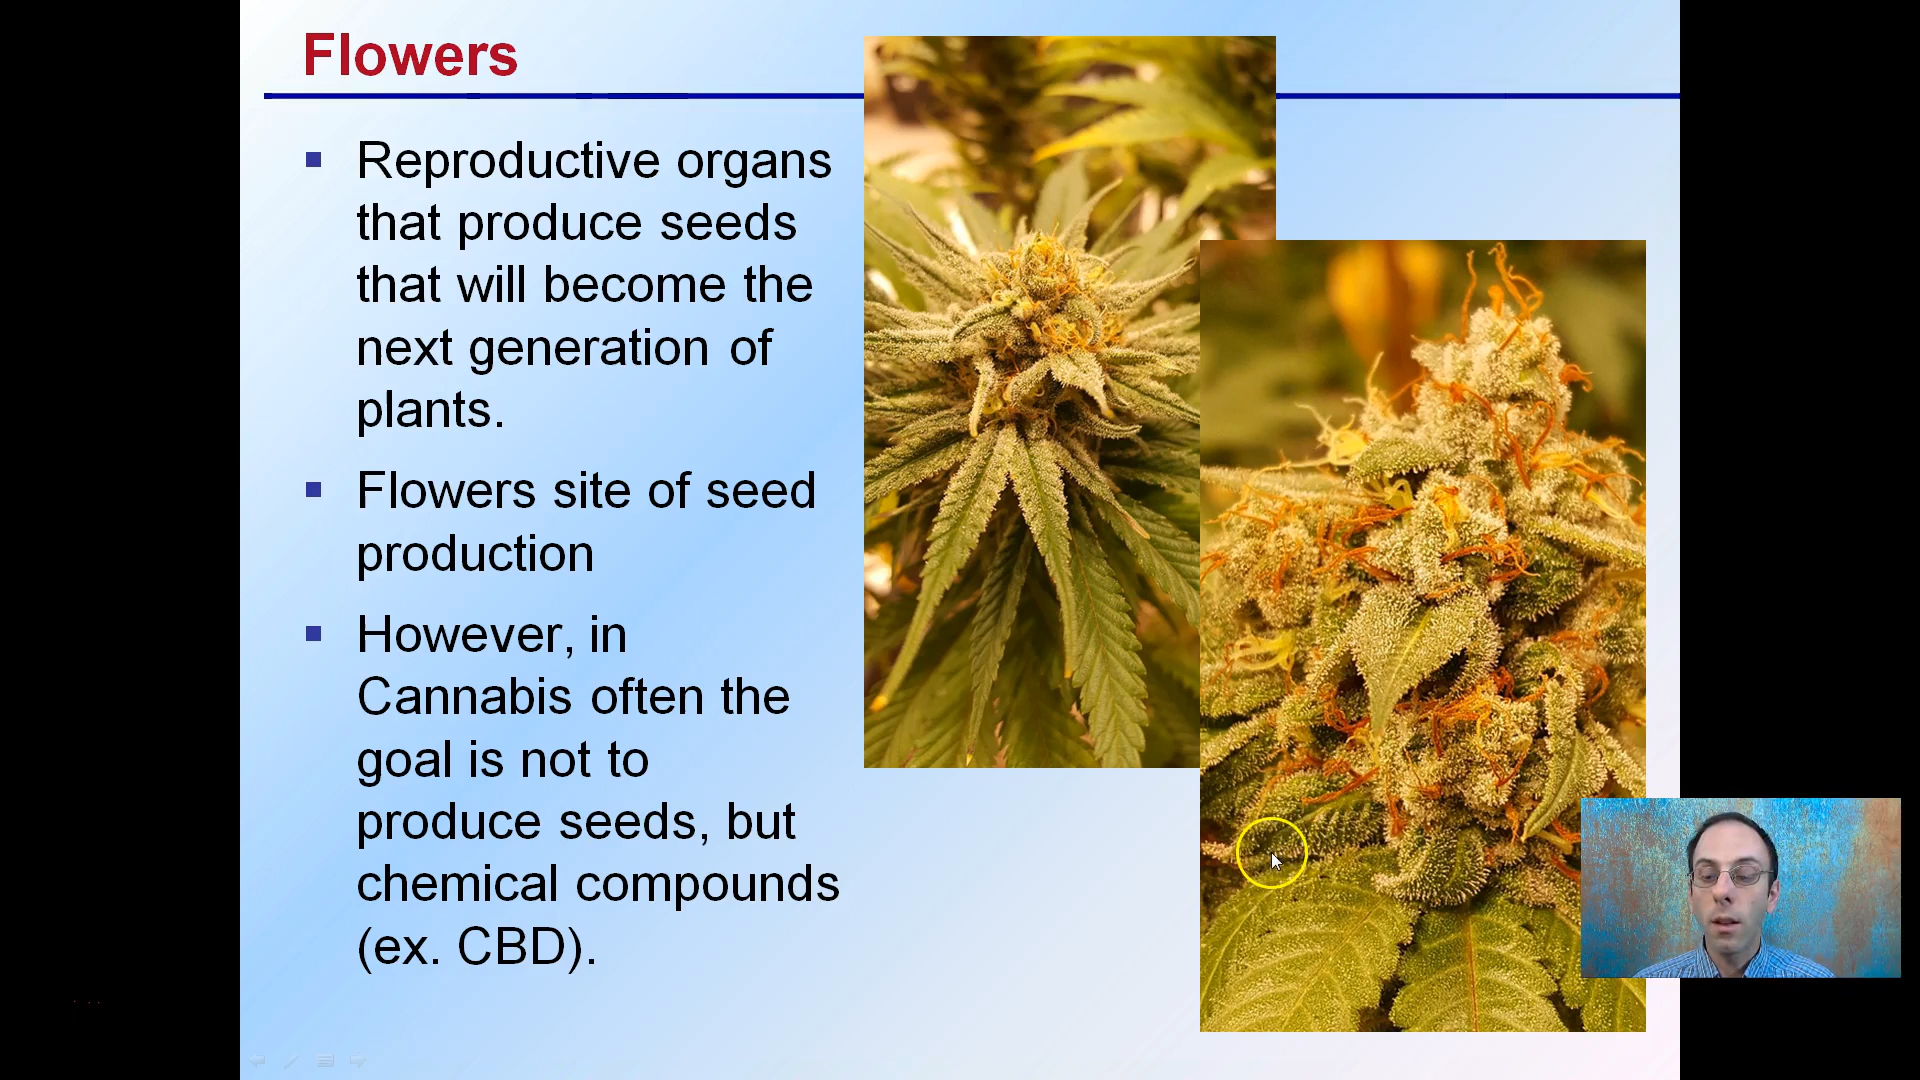 Flowers
Reproductive organs
that produce seeds
that will become the
next generation of
plants.
Flowers site of seed
production
However, in
Cannabis often the
goal is not to
produce seeds, but
chemical compounds
(ex. CBD).